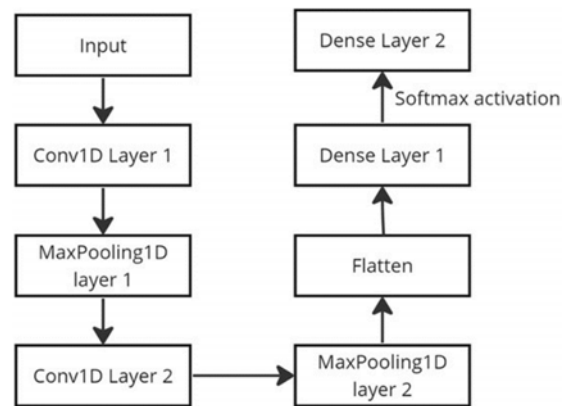 Input
Conv1D Layer 1
MaxPooling1D
layer 1
Conv1D Layer 2
MaxPooling1D
layer 2
Flatten
Dense Layer 1
Softmax activation
Dense Layer 2